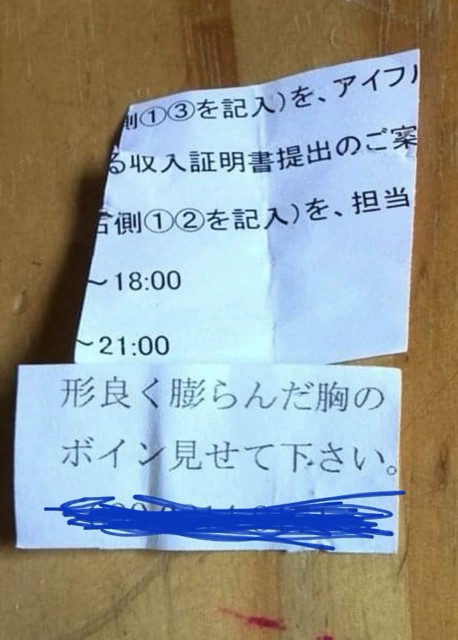 側①③を記入)を、アイフル
る収入証明書提出のご案
右側①②を記入)を、担当
～18:00
～21:00
形良く膨らんだ胸の
ボイン見せて下さい。